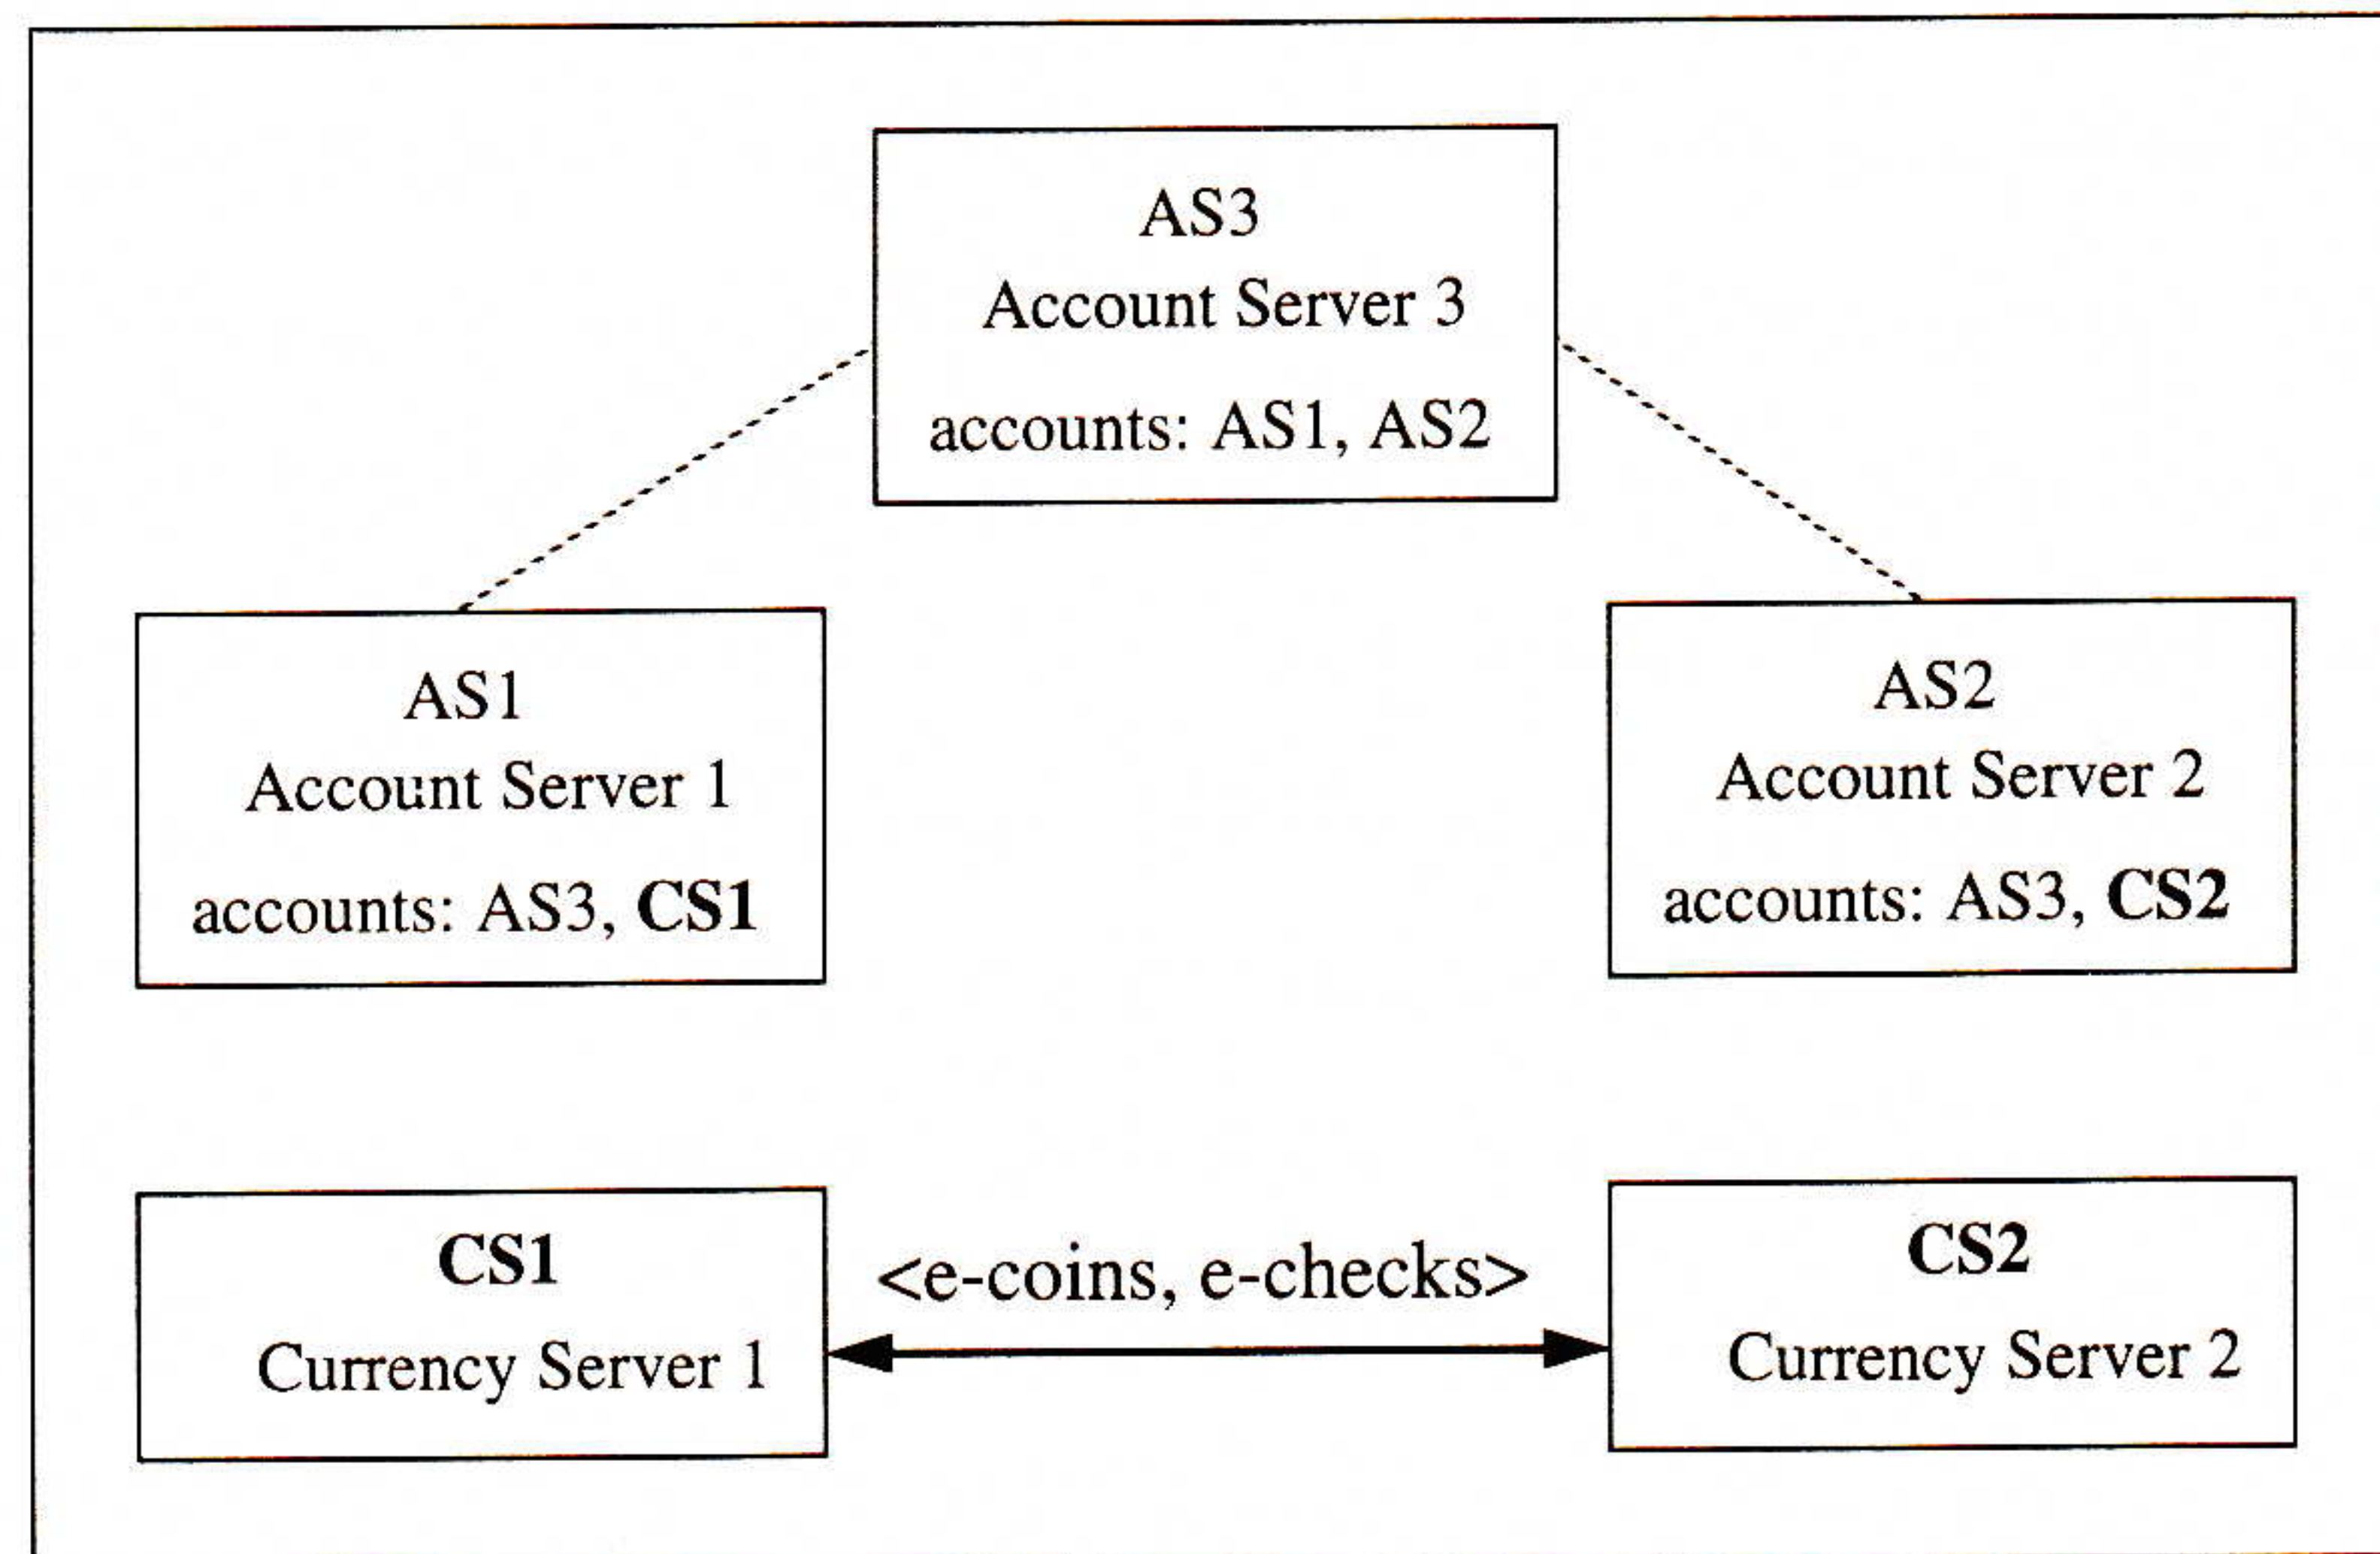 AS3
Account Server 3
accounts: AS1, AS2
AS1
Account Server 1
accounts: AS3, CS1
AS2
Account Server 2
accounts: AS3, CS2
CS1
Currency Server 1
<e-coins, e-checks>
CS2
Currency Server 2